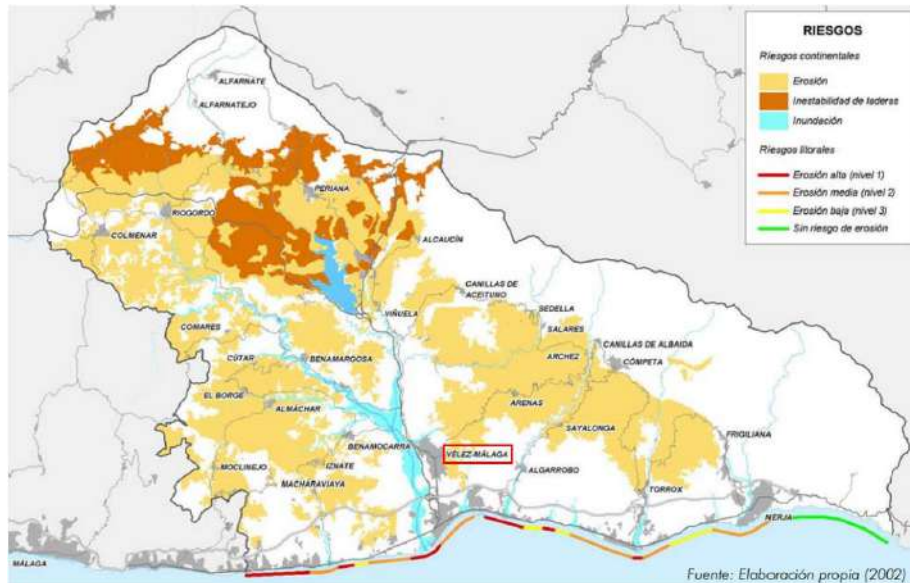 RIESGOS
Riesgos continentales
Erosión
Inestabilidad de laderas
Inundación
Riesgos litorales
Erosión alta (nivel 1)
Erosión media (nivel 2)
Erosión baja (nivel 3)
Sin riesgo de erosión
ALFARNATE
ALFARNATEJO
PERIANA
RIOGORDO
COLMENAR
ALCAUCÍN
CANILLAS DE
ACEITUNO
SEDELLA
VIÑUELA
SALARES
COMARES
CANILLAS DE ALBAIDA
CÚTAR
BENAMARGOSA
ARCHEZ
CÓMPETA
EL BORGE
ALMÁCHAR
ARENAS
SAYALONGA
BENAMOCARRA
FRIGILIANA
VÉLEZ-MÁLAGA
MOCLINEJO
IZNATE
ALGARROBO
MACHARAVIAYA
TORROX
NERJA
MÁLAGA
Fuente: Elaboración propia (2002)